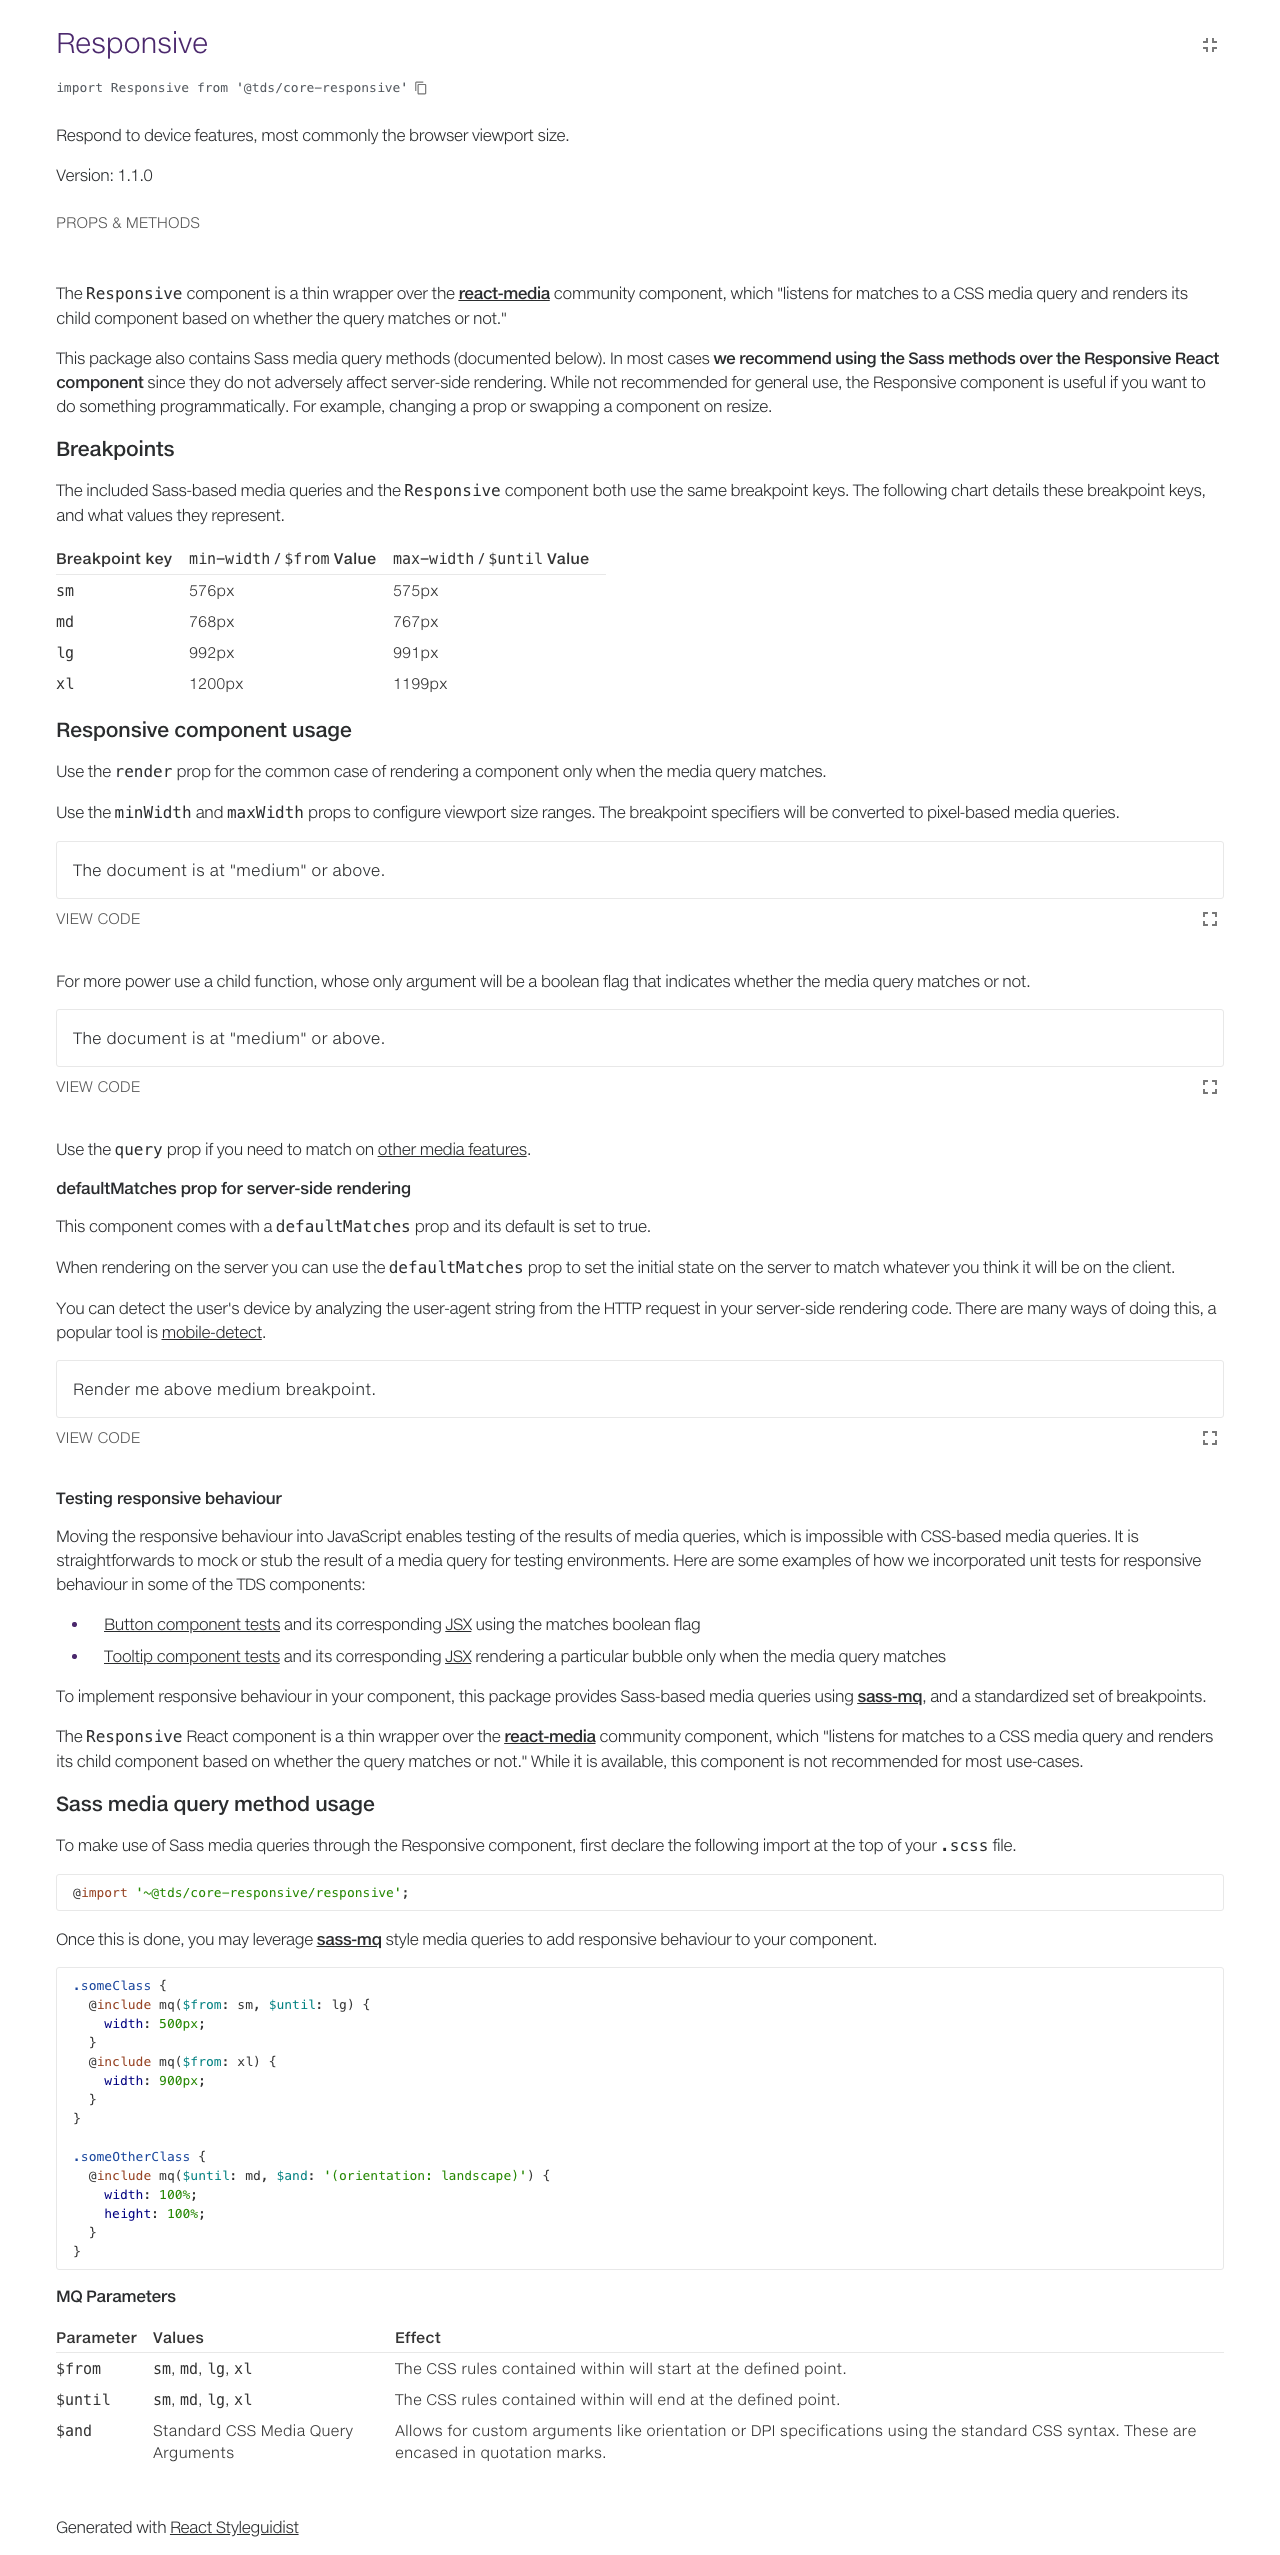 Responsive
import Responsive from '@tds/core-responsive'
Respond to device features, most commonly the browser viewport size.
Version: 1.1.0
PROPS & METHODS
The Responsive component is a thin wrapper over the react-media community component, which "listens for matches to a CSS media query and renders its
child component based on whether the query matches or not."
This package also contains Sass media query methods (documented below). In most cases we recommend using the Sass methods over the Responsive React
component since they do not adversely affect server-side rendering. While not recommended for general use, the Responsive component is useful if you want to
do something programmatically. For example, changing a prop or swapping a component on resize.
Breakpoints
The included Sass-based media queries and the Responsive component both use the same breakpoint keys. The following chart details these breakpoint keys,
and what values they represent.
Breakpoint key min-width / $from Value max-width / $until Value
sm 576px 575px
md 768px 767px
lg 992px 991px
xl 1200px 1199px
Responsive component usage
Use the render prop for the common case of rendering a component only when the media query matches.
Use the minWidth and maxWidth props to configure viewport size ranges. The breakpoint specifiers will be converted to pixel-based media queries.
The document is at "medium" or above.
VIEW CODE
For more power use a child function, whose only argument will be a boolean flag that indicates whether the media query matches or not.
The document is at "medium" or above.
VIEW CODE
Use the query prop if you need to match on other media features.
defaultMatches prop for server-side rendering
This component comes with a defaultMatches prop and its default is set to true.
When rendering on the server you can use the defaultMatches prop to set the initial state on the server to match whatever you think it will be on the client.
You can detect the user's device by analyzing the user-agent string from the HTTP request in your server-side rendering code. There are many ways of doing this, a
popular tool is mobile-detect.
Render me above medium breakpoint.
VIEW CODE
Testing responsive behaviour
Moving the responsive behaviour into JavaScript enables testing of the results of media queries, which is impossible with CSS-based media queries. It is
straightforwards to mock or stub the result of a media query for testing environments. Here are some examples of how we incorporated unit tests for responsive
behaviour in some of the TDS components:
• Button component tests and its corresponding JSX using the matches boolean flag
• Tooltip component tests and its corresponding JSX rendering a particular bubble only when the media query matches
To implement responsive behaviour in your component, this package provides Sass-based media queries using sass-mq, and a standardized set of breakpoints.
The Responsive React component is a thin wrapper over the react-media community component, which "listens for matches to a CSS media query and renders
its child component based on whether the query matches or not." While it is available, this component is not recommended for most use-cases.
Sass media query method usage
To make use of Sass media queries through the Responsive component, first declare the following import at the top of your .scss file.
@import '~@tds/core-responsive/responsive';
Once this is done, you may leverage sass-mq style media queries to add responsive behaviour to your component.
.someClass {
  @include mq($from: sm, $until: lg) {
    width: 500px;
  }
  @include mq($from: xl) {
    width: 900px;
  }
}
.someOtherClass {
  @include mq($until: md, $and: '(orientation: landscape)') {
    width: 100%;
    height: 100%;
  }
}
MQ Parameters
Parameter Values Effect
$from sm, md, lg, xl The CSS rules contained within will start at the defined point.
$until sm, md, lg, xl The CSS rules contained within will end at the defined point.
$and Standard CSS Media Query Allows for custom arguments like orientation or DPI specifications using the standard CSS syntax. These are
Arguments encased in quotation marks.
Generated with React Styleguidist